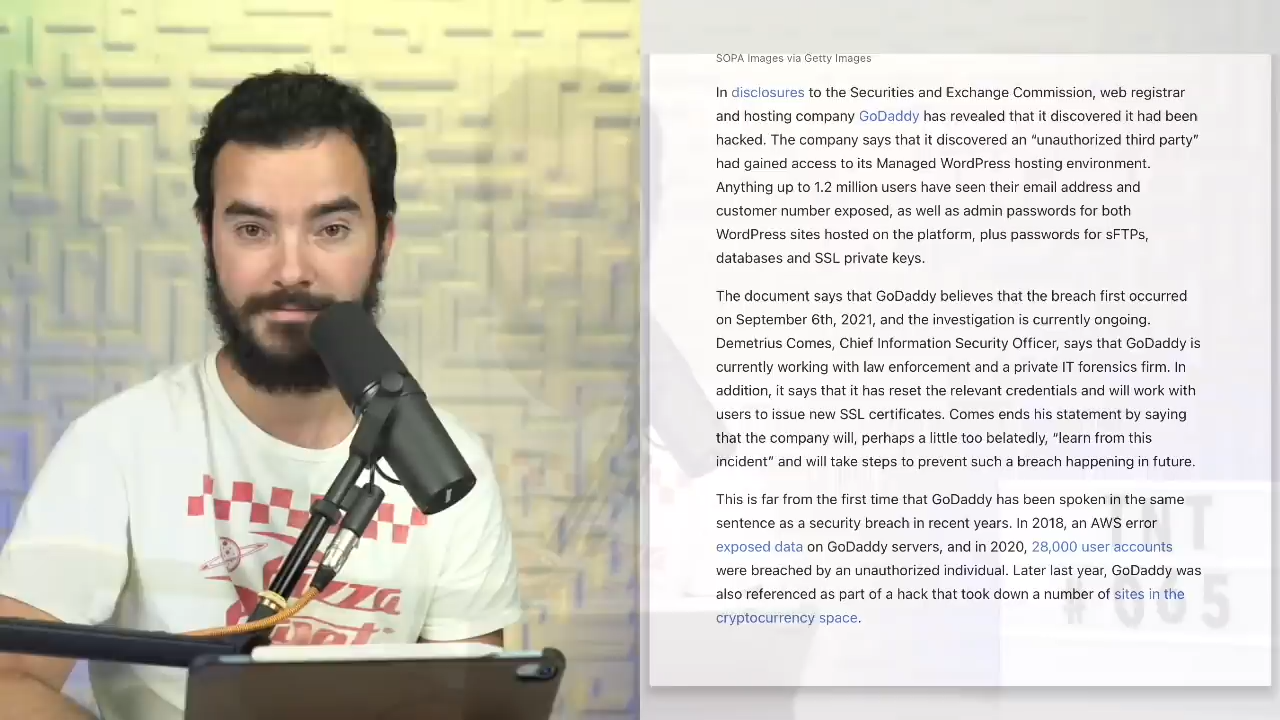 SOPA Images via Getty Images
In disclosures to the Securities and Exchange Commission, web registrar
and hosting company GoDaddy has revealed that it discovered it had been
hacked. The company says that it discovered an “unauthorized third party”
had gained access to its Managed WordPress hosting environment.
Anything up to 1.2 million users have seen their email address and
customer number exposed, as well as admin passwords for both
WordPress sites hosted on the platform, plus passwords for sFTPs,
databases and SSL private keys.
The document says that GoDaddy believes that the breach first occurred
on September 6th, 2021, and the investigation is currently ongoing.
Demetrius Comes, Chief Information Security Officer, says that GoDaddy is
currently working with law enforcement and a private IT forensics firm. In
addition, it says that it has reset the relevant credentials and will work with
users to issue new SSL certificates. Comes ends his statement by saying
that the company will, perhaps a little too belatedly, “learn from this
incident” and will take steps to prevent such a breach happening in future.
This is far from the first time that GoDaddy has been spoken in the same
sentence as a security breach in recent years. In 2018, an AWS error
exposed data on GoDaddy servers, and in 2020, 28,000 user accounts
were breached by an unauthorized individual. Later last year, GoDaddy was
also referenced as part of a hack that took down a number of sites in the
cryptocurrency space.
Pizza
Planet
TNT